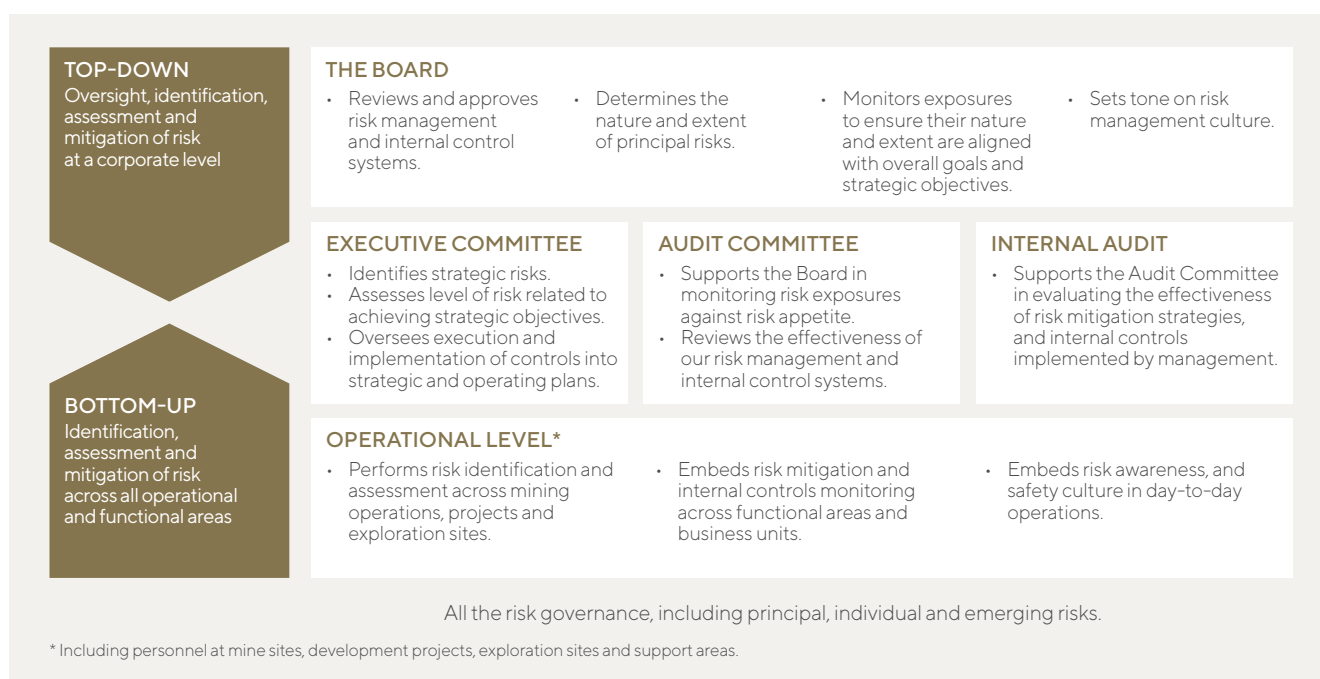 TOP-DOWN
Oversight, identification,
assessment and
mitigation of risk
at a corporate level
THE BOARD
• Reviews and approves
risk management
and internal control
systems.
• Determines the
nature and extent
of principal risks.
• Monitors exposures
to ensure their nature
and extent are aligned
with overall goals and
strategic objectives.
• Sets tone on risk
management culture.
EXECUTIVE COMMITTEE
• Identifies strategic risks.
• Assesses level of risk related to
achieving strategic objectives.
• Oversees execution and
implementation of controls into
strategic and operating plans.
AUDIT COMMITTEE
• Supports the Board in
monitoring risk exposures
against risk appetite.
• Reviews the effectiveness of
our risk management and
internal control systems.
INTERNAL AUDIT
• Supports the Audit Committee
in evaluating the effectiveness
of risk mitigation strategies,
and internal controls
implemented by management.
BOTTOM-UP
Identification,
assessment and
mitigation of risk
across all operational
and functional areas
OPERATIONAL LEVEL*
• Performs risk identification and
assessment across mining
operations, projects and
exploration sites.
• Embeds risk mitigation and
internal controls monitoring
across functional areas and
business units.
• Embeds risk awareness, and
safety culture in day-to-day
operations.
All the risk governance, including principal, individual and emerging risks.
* Including personnel at mine sites, development projects, exploration sites and support areas.